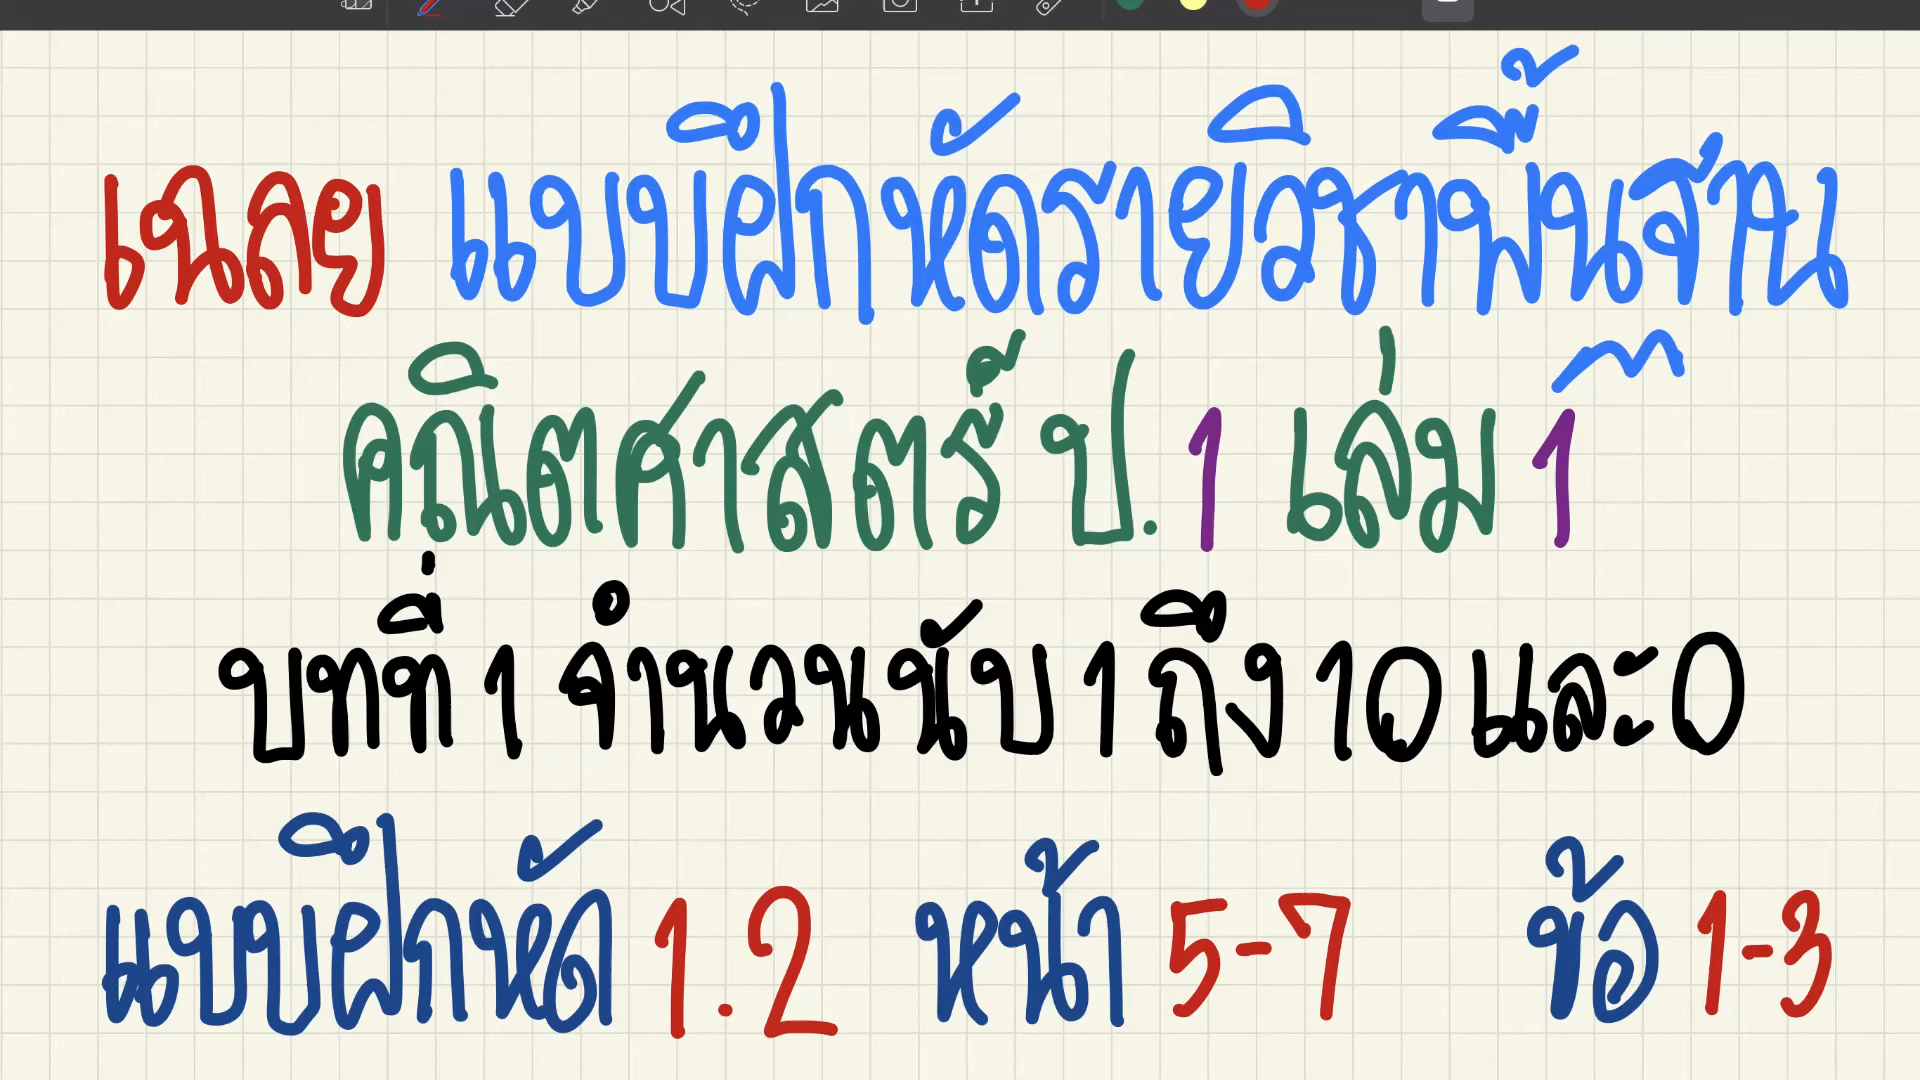 เฉลย แบบฝึกหัดรายวิชาพื้นฐาน
คณิตศาสตร์ ป.1 เล่ม 1
บทที่ 1 จำนวนนับ 1 ถึง 10 และ 0
แบบฝึกหัด 1.2 หน้า 5-7 ข้อ 1-3